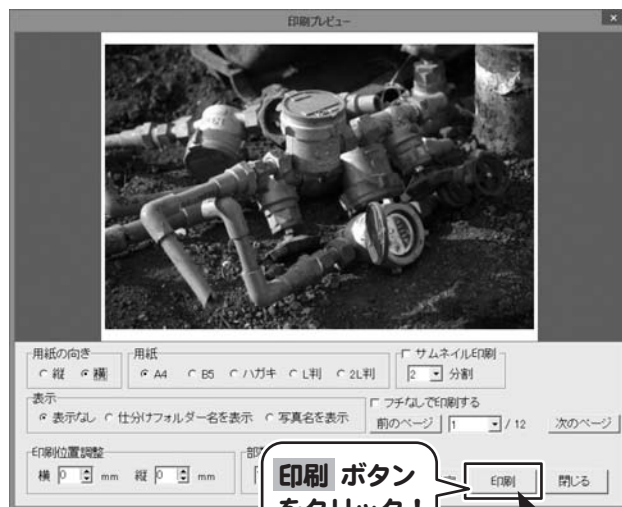 印刷プレビュー
用紙の向き
縦 横
用紙
A4 B5 ハガキ L判 2L判
サムネイル印刷
2 分割
表示
表示なし 仕分けフォルダー名を表示 写真名を表示
フチなしで印刷する
前のページ 1 / 12 次のページ
印刷位置調整
横 0 mm 縦 0 mm
印刷 閉じる
印刷 ボタン
をクリック!